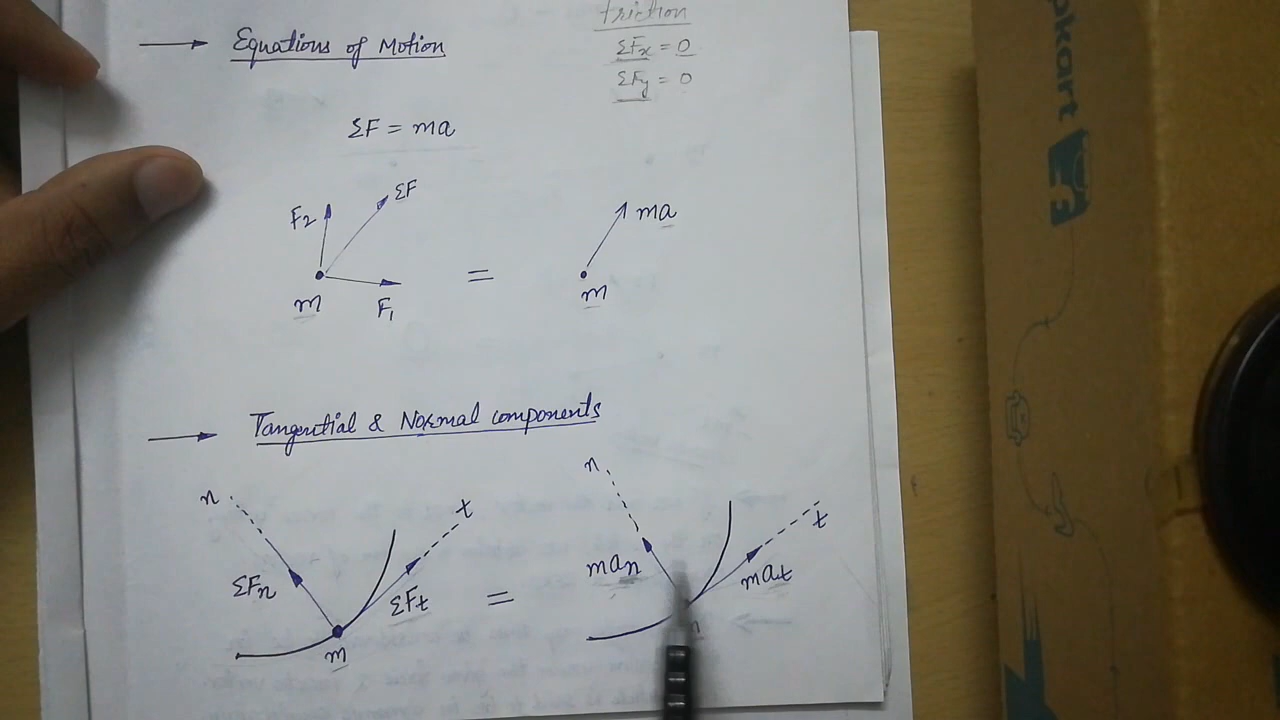 friction
ΣFx = 0
ΣFy = 0
Equations of Motion
ΣF = ma
F2
ΣF
m
F1
=
ma
m
Tangential & Normal components
n
t
ΣFn
ΣFt
m
=
n
t
man
mat
pkart